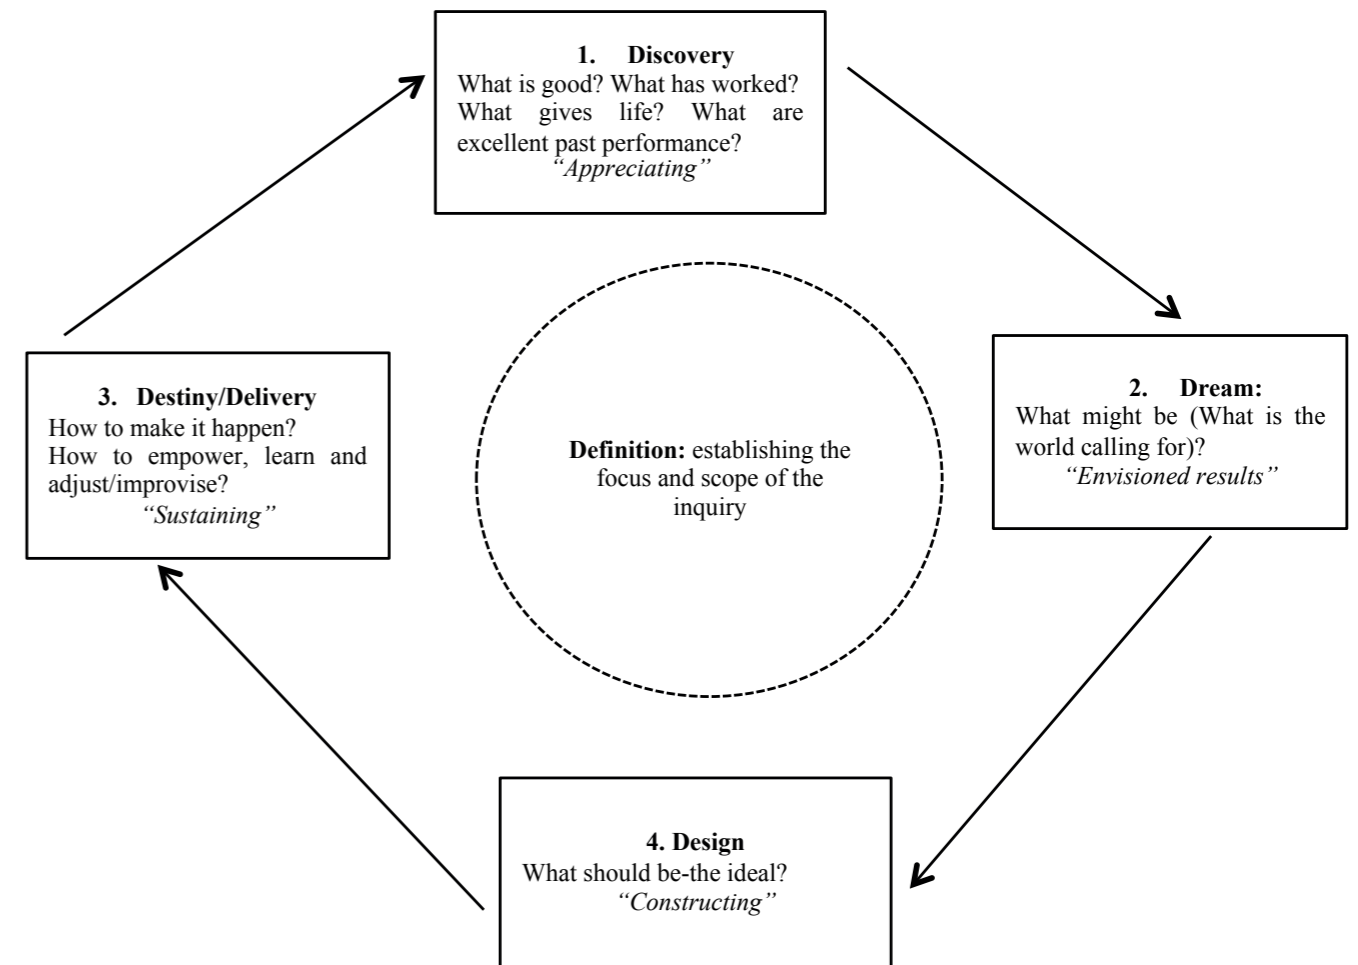 1. Discovery
What is good? What has worked?
What gives life? What are
excellent past performance?
“Appreciating”
2. Dream:
What might be (What is the
world calling for)?
“Envisioned results”
3. Destiny/Delivery
How to make it happen?
How to empower, learn and
adjust/improvise?
“Sustaining”
Definition: establishing the
focus and scope of the
inquiry
4. Design
What should be-the ideal?
“Constructing”